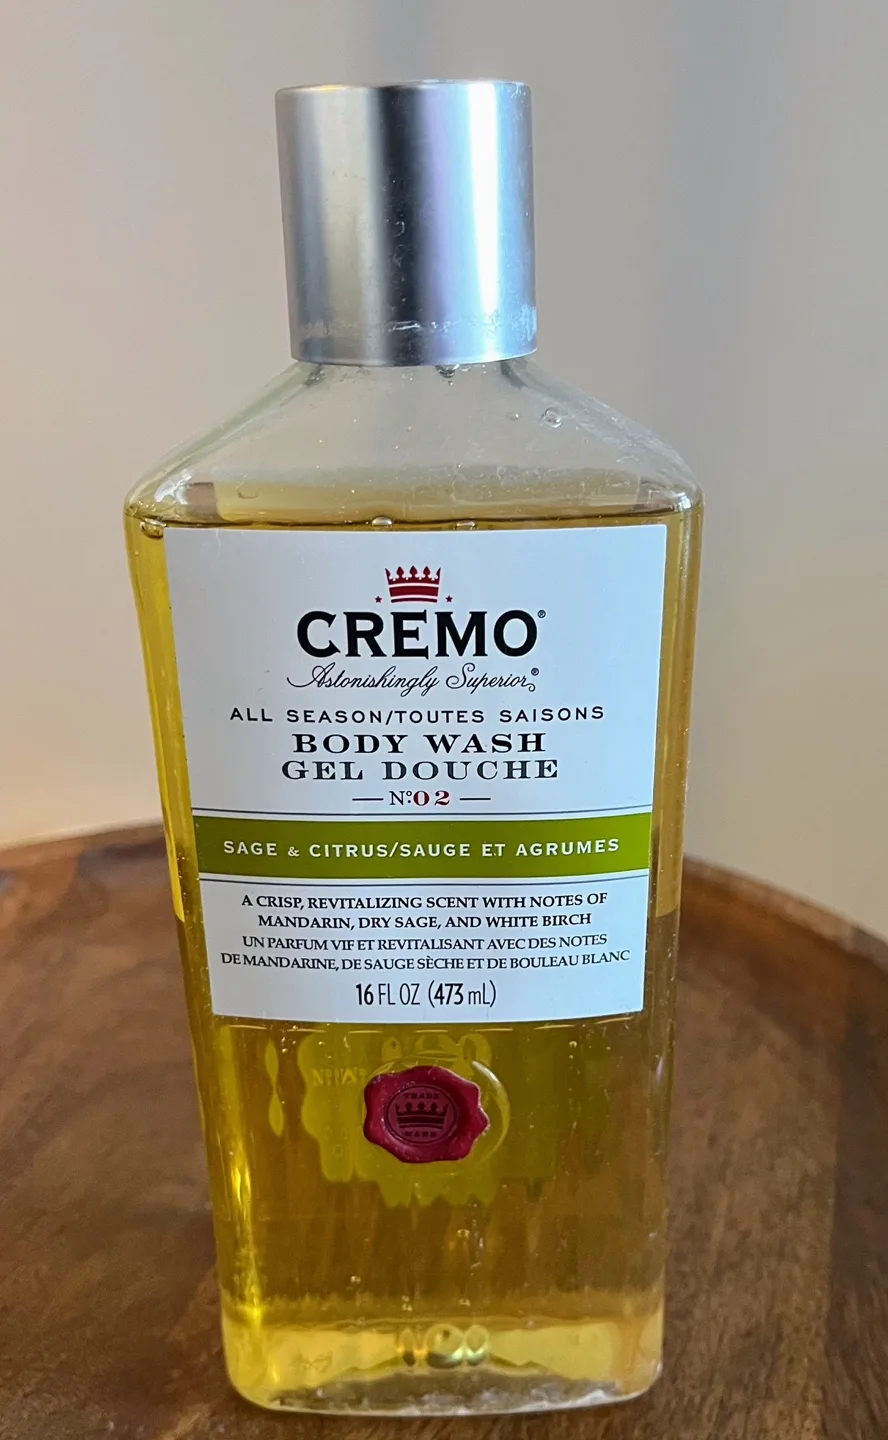 CREMO®
Astonishingly Superior®
ALL SEASON/TOUTES SAISONS
BODY WASH
GEL DOUCHE
— Nº02 —
SAGE & CITRUS/SAUGE ET AGRUMES
A CRISP, REVITALIZING SCENT WITH NOTES OF
MANDARIN, DRY SAGE, AND WHITE BIRCH
UN PARFUM VIF ET REVITALISANT AVEC DES NOTES
DE MANDARINE, DE SAUGE SÈCHE ET DE BOULEAU BLANC
16 FL OZ (473 mL)
TRADE
MARK